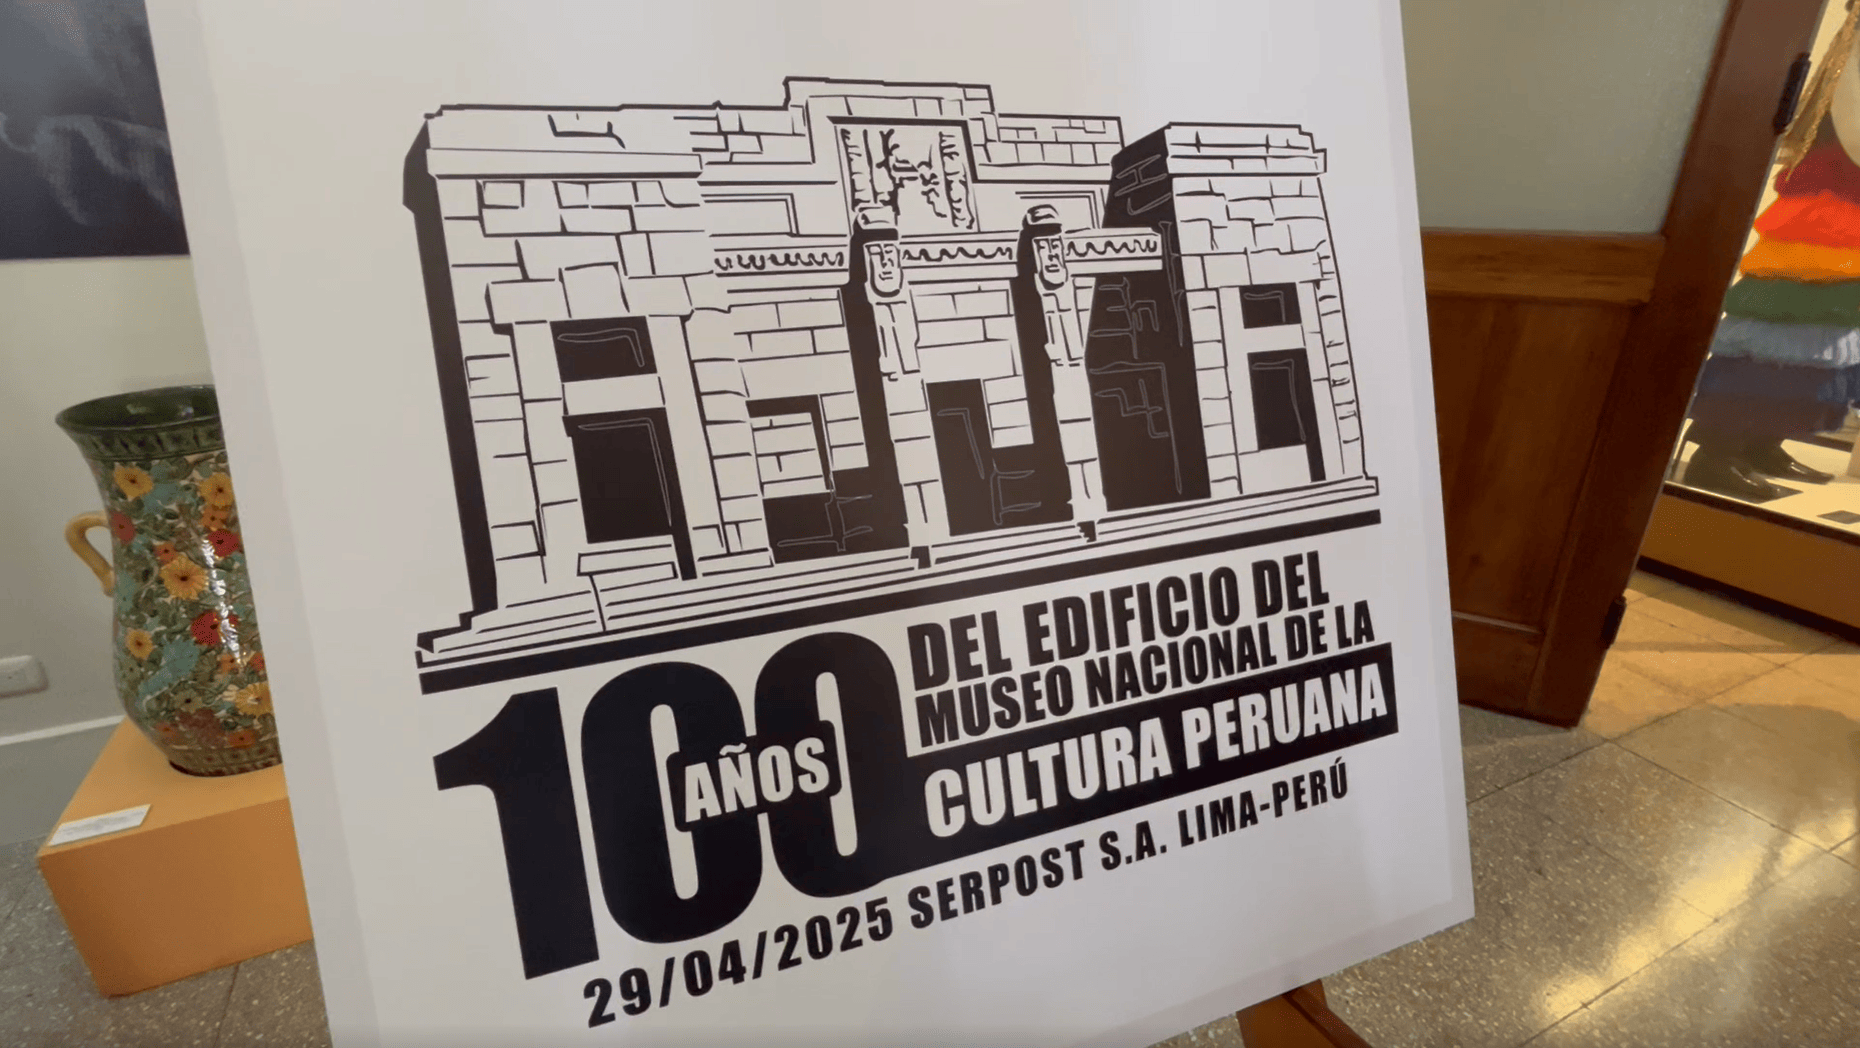 100
AÑOS
DEL EDIFICIO DEL
MUSEO NACIONAL DE LA
CULTURA PERUANA
29/04/2025 SERPOST S.A. LIMA-PERÚ